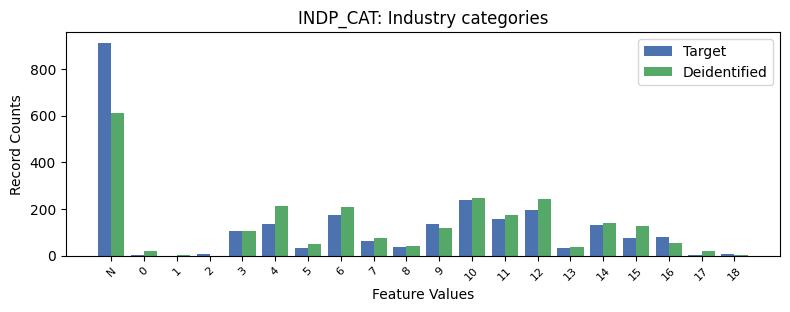 INDP_CAT: Industry categories
Target
Deidentified
Record Counts
800
600
400
200
0
N 0 1 2 3 4 5 6 7 8 9 10 11 12 13 14 15 16 17 18
Feature Values